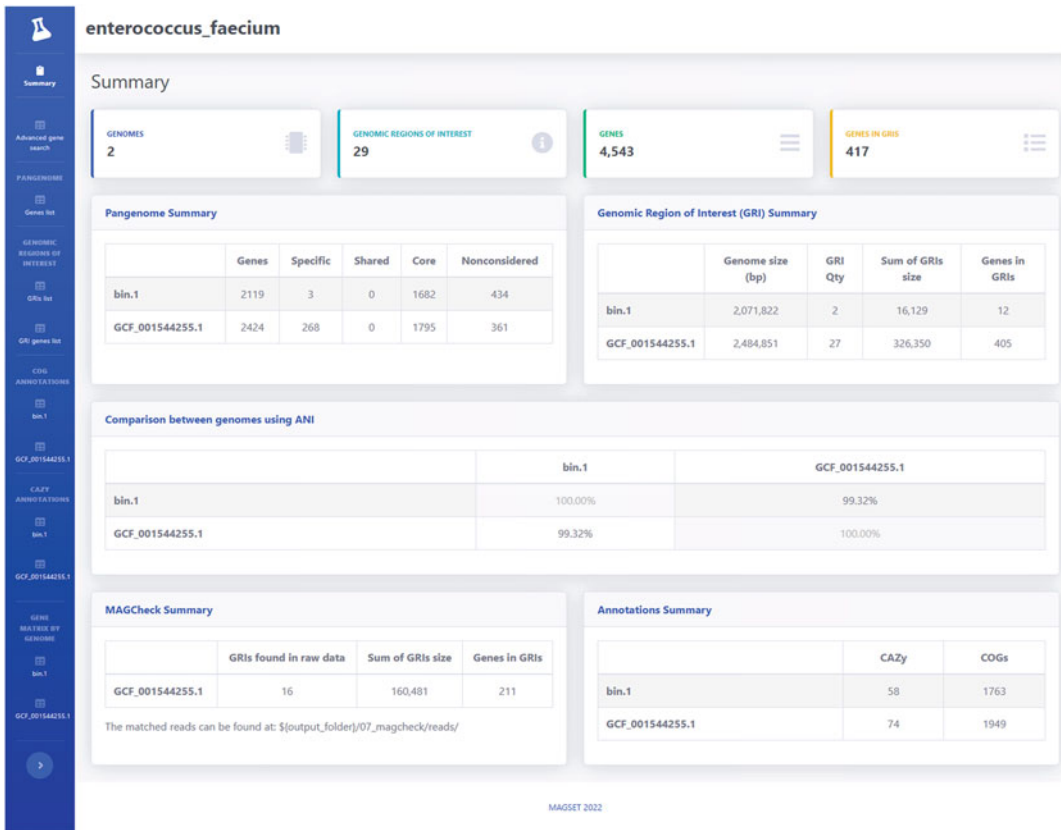 enterococcus_faecium
Summary
Advanced gene
search
PANGENOME
Genes list
GENOMIC
REGIONS OF
INTEREST
GRIs list
GRI genes list
COG
ANNOTATIONS
bin.1
GCF_001544255.1
CAZY
ANNOTATIONS
bin.1
GCF_001544255.1
GENE
MATRIX BY
GENOME
bin.1
GCF_001544255.1
Summary
GENOMES
2
GENOMIC REGIONS OF INTEREST
29
GENES
4,543
GENES IN GRIS
417
Pangenome Summary
Genes Specific Shared Core Nonconsidered
bin.1 2119 3 0 1682 434
GCF_001544255.1 2424 268 0 1795 361
Genomic Region of Interest (GRI) Summary
Genome size (bp) GRI Qty Sum of GRIs size Genes in GRIs
bin.1 2,071,822 2 16,129 12
GCF_001544255.1 2,484,851 27 326,350 405
Comparison between genomes using ANI
bin.1 GCF_001544255.1
bin.1 100.00% 99.32%
GCF_001544255.1 99.32% 100.00%
MAGCheck Summary
GRIs found in raw data Sum of GRIs size Genes in GRIs
GCF_001544255.1 16 160,481 211
The matched reads can be found at: ${output_folder}/07_magcheck/reads/
Annotations Summary
CAZy COGs
bin.1 58 1763
GCF_001544255.1 74 1949
MAGSET 2022